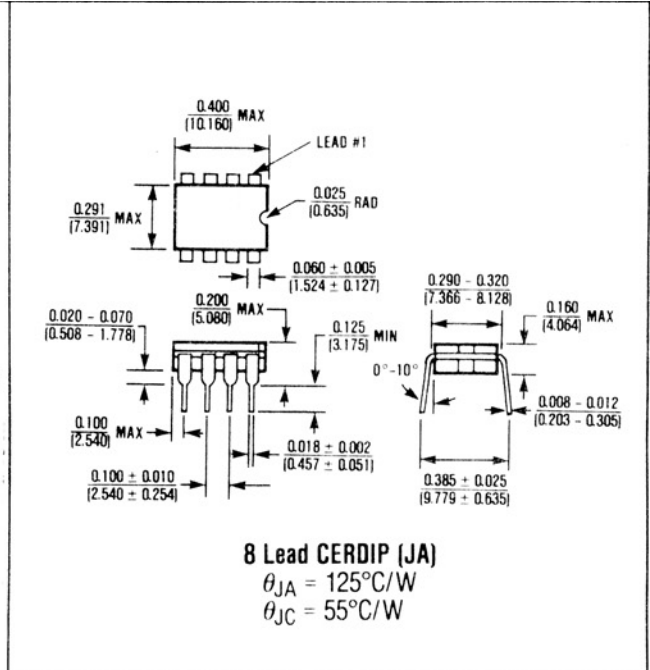 0.400
(10.160) MAX
LEAD #1
0.025
(0.635) RAD
0.291
(7.391) MAX
0.060 ± 0.005
(1.524 ± 0.127)
0.290 - 0.320
(7.366 - 8.128)
0.200
(5.080) MAX
0.160
(4.064) MAX
0.020 - 0.070
(0.508 - 1.778)
0.125
(3.175) MIN
0°-10°
0.008 - 0.012
(0.203 - 0.305)
0.100
(2.540) MAX
0.018 ± 0.002
(0.457 ± 0.051)
0.100 ± 0.010
(2.540 ± 0.254)
0.385 ± 0.025
(9.779 ± 0.635)
8 Lead CERDIP (JA)
θJA = 125°C/W
θJC = 55°C/W